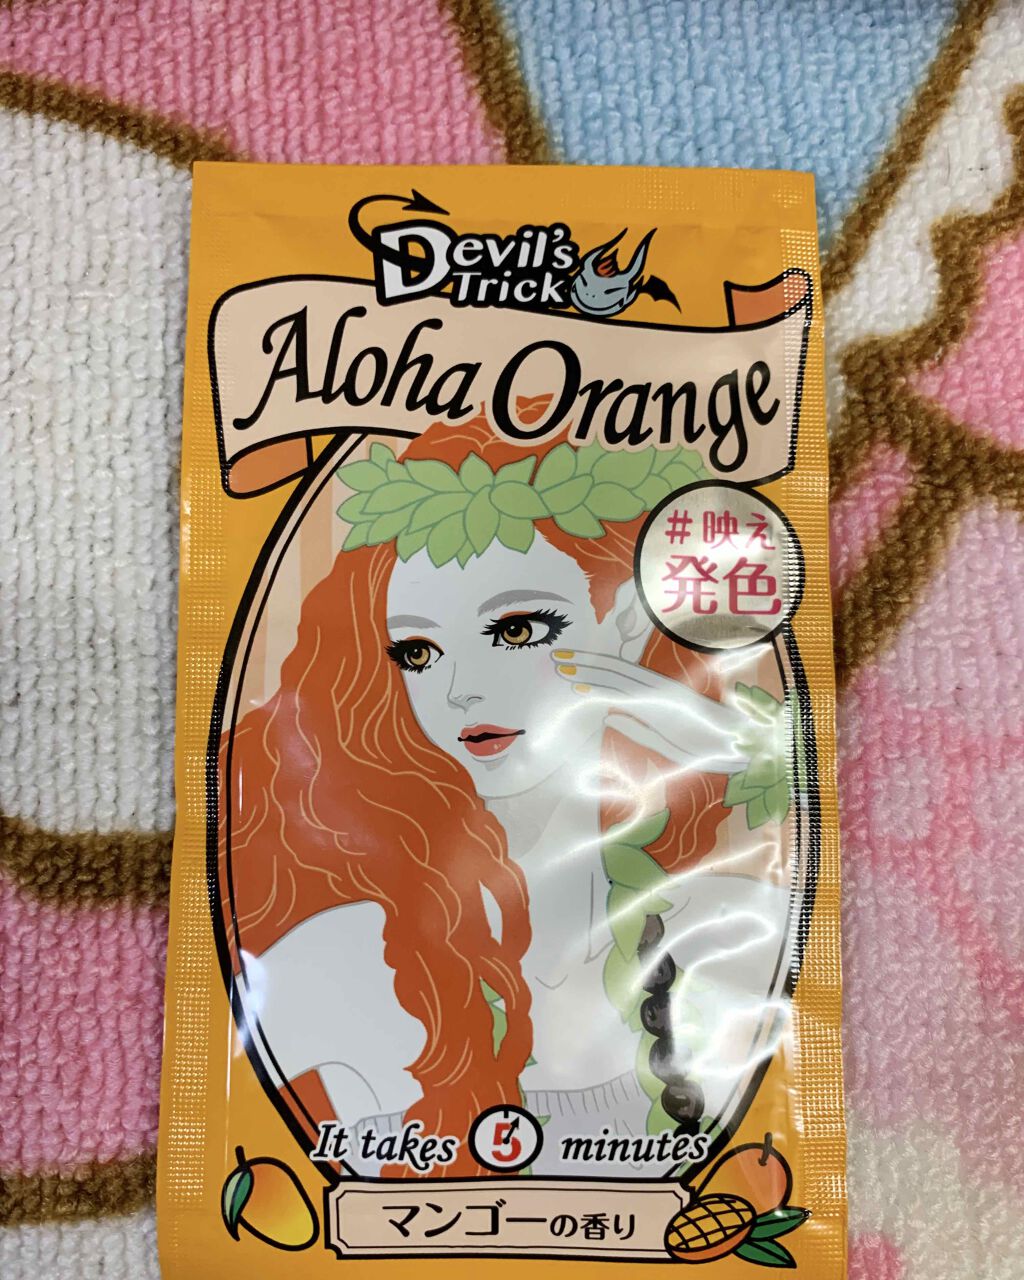 Devil's
Trick
Aloha Orange
#映え
発色
It takes 5 minutes
マンゴーの香り